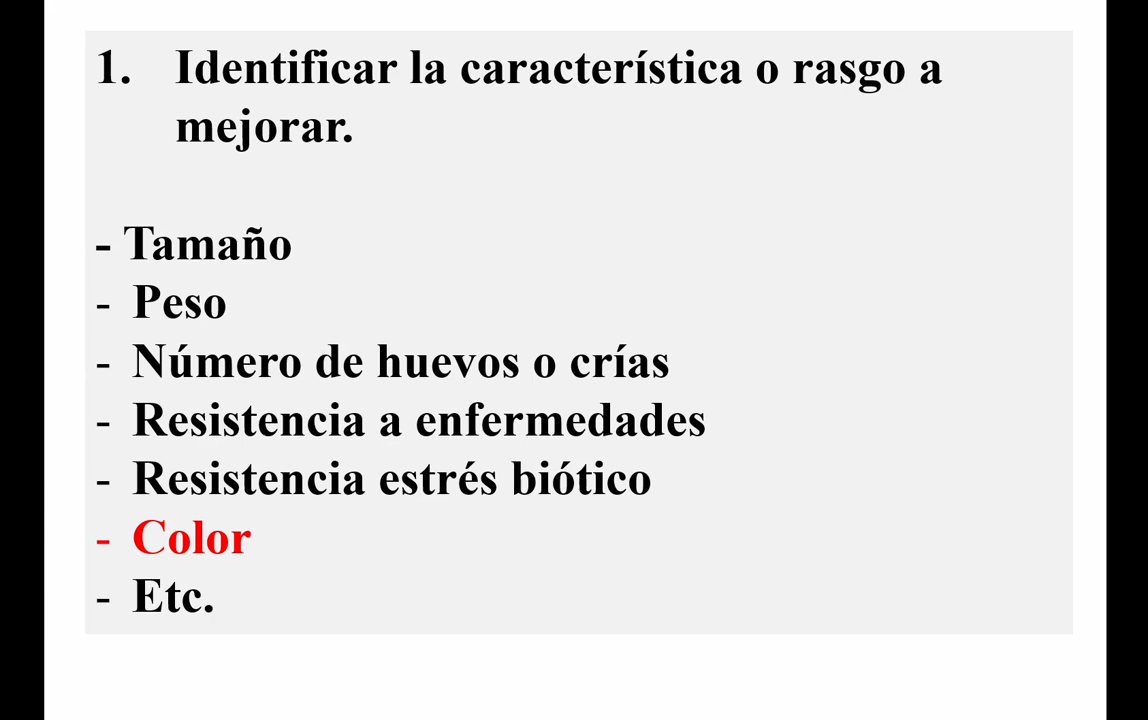 1. Identificar la característica o rasgo a
mejorar.
- Tamaño
- Peso
- Número de huevos o crías
- Resistencia a enfermedades
- Resistencia estrés biótico
- Color
- Etc.